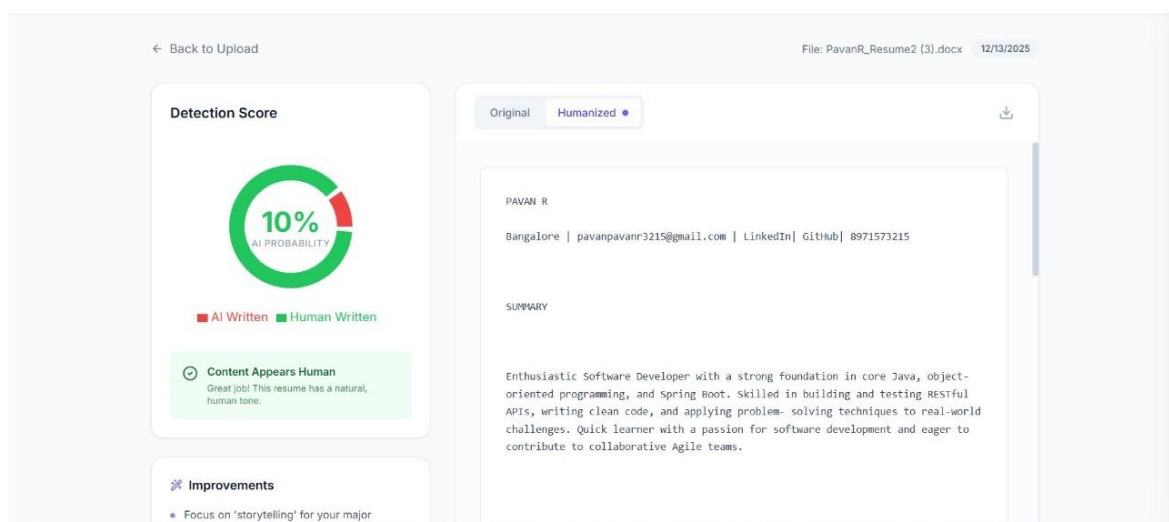 ← Back to Upload
File: PavanR_Resume2 (3).docx 12/13/2025
Detection Score
10%
AI PROBABILITY
AI Written Human Written
Content Appears Human
Great job! This resume has a natural,
human tone.
Improvements
• Focus on 'storytelling' for your major
Original Humanized •
PAVAN R
Bangalore | pavanpavanr3215@gmail.com | LinkedIn| GitHub| 8971573215
SUMMARY
Enthusiastic Software Developer with a strong foundation in core Java, object-
oriented programming, and Spring Boot. Skilled in building and testing RESTful
APIs, writing clean code, and applying problem- solving techniques to real-world
challenges. Quick learner with a passion for software development and eager to
contribute to collaborative Agile teams.